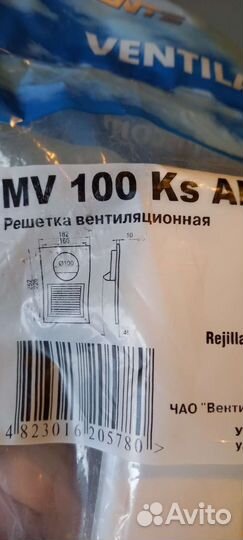 VENTILA
MV 100 Ks A
Решетка вентиляционная
182
160
10
Ø100
Rejilla
ЧАО "Венти
4 823016 205780 >
Avito